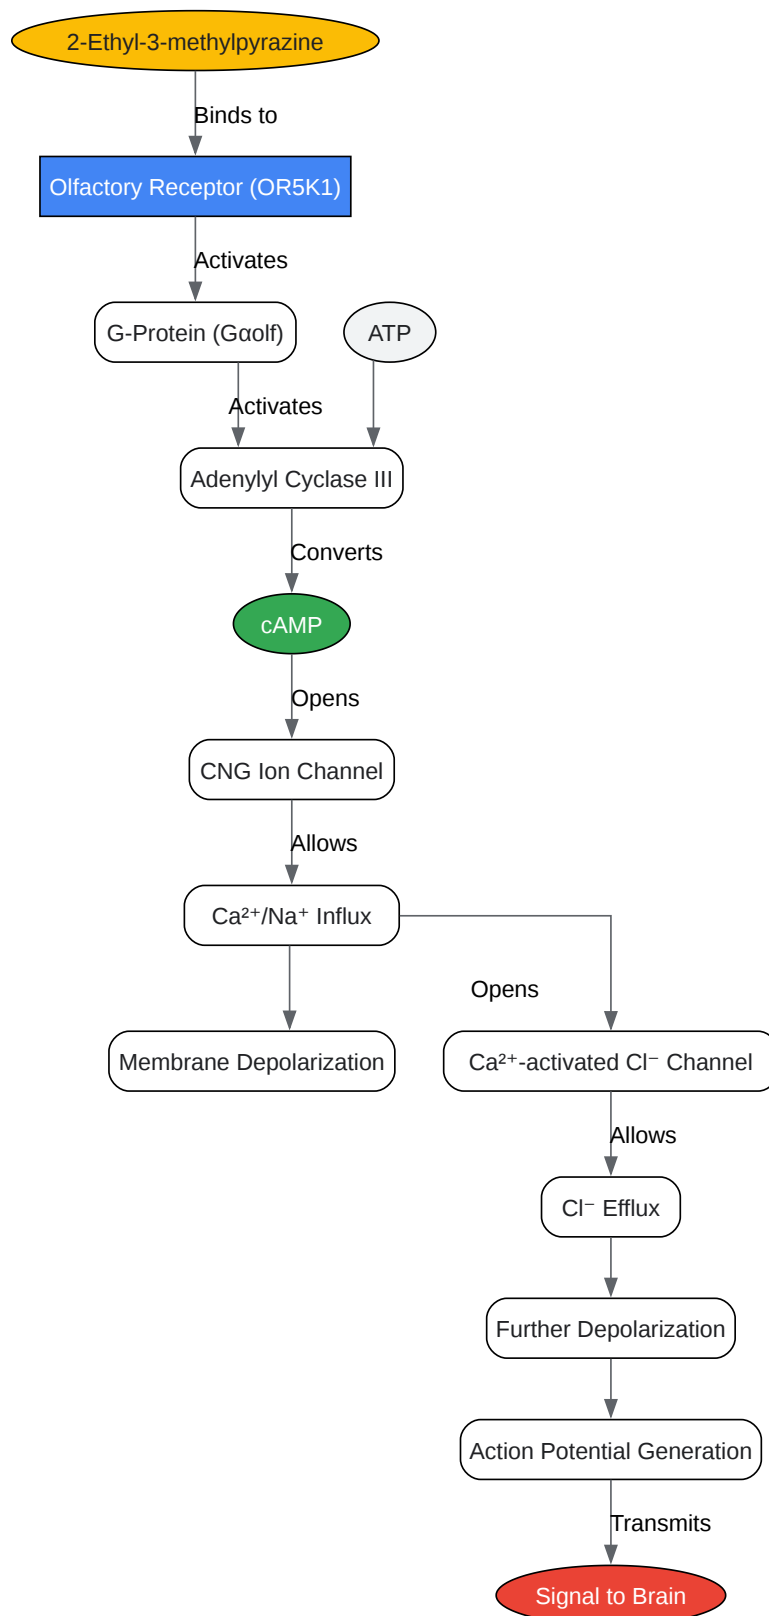 2-Ethyl-3-methylpyrazine
Binds to
Olfactory Receptor (OR5K1)
Activates
G-Protein (Gαolf)
ATP
Activates
Adenylyl Cyclase III
Converts
cAMP
Opens
CNG Ion Channel
Allows
Ca²⁺/Na⁺ Influx
Opens
Membrane Depolarization
Ca²⁺-activated Cl⁻ Channel
Allows
Cl⁻ Efflux
Further Depolarization
Action Potential Generation
Transmits
Signal to Brain